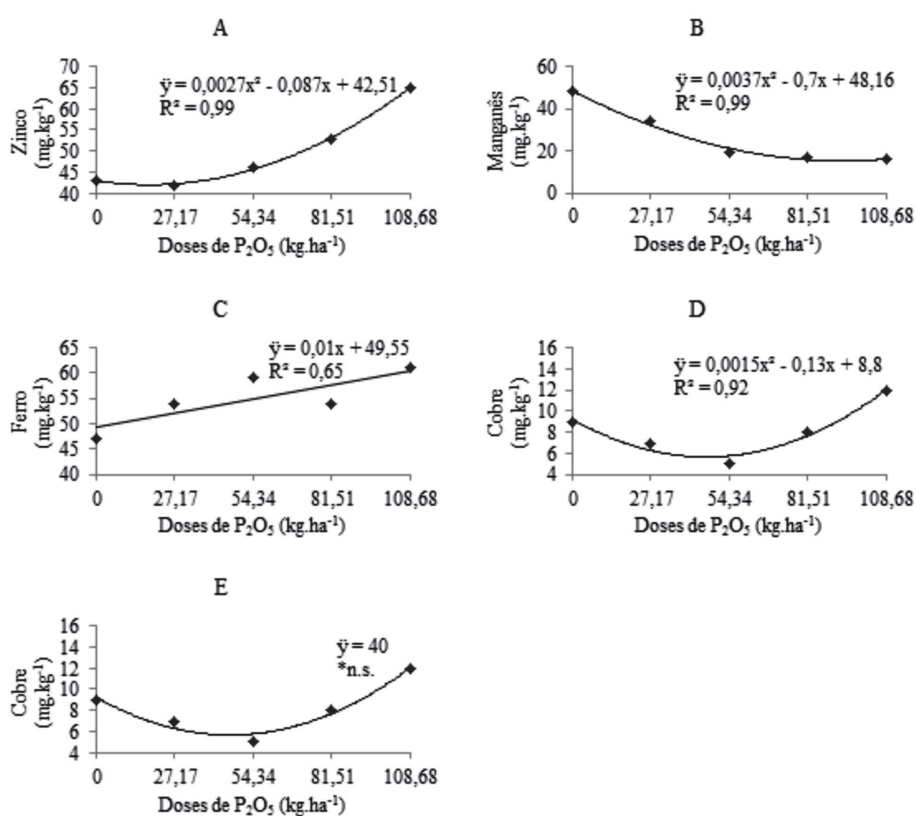 A
ÿ = 0,0027x² - 0,087x + 42,51
R² = 0,99
Zinco
(mg.kg⁻¹)
70
65
60
55
50
45
40
0 27,17 54,34 81,51 108,68
Doses de P₂O₅ (kg.ha⁻¹)
B
ÿ = 0,0037x² - 0,7x + 48,16
R² = 0,99
Manganês
(mg.kg⁻¹)
60
40
20
0
0 27,17 54,34 81,51 108,68
Doses de P₂O₅ (kg.ha⁻¹)
C
ÿ = 0,01x + 49,55
R² = 0,65
Ferro
(mg.kg⁻¹)
65
60
55
50
45
40
0 27,17 54,34 81,51 108,68
Doses de P₂O₅ (kg.ha⁻¹)
D
ÿ = 0,0015x² - 0,13x + 8,8
R² = 0,92
Cobre
(mg.kg⁻¹)
16
14
12
10
8
6
4
0 27,17 54,34 81,51 108,68
Doses de P₂O₅ (kg.ha⁻¹)
E
ÿ = 40
*n.s.
Cobre
(mg.kg⁻¹)
16
14
12
10
8
6
4
0 27,17 54,34 81,51 108,68
Doses de P₂O₅ (kg.ha⁻¹)